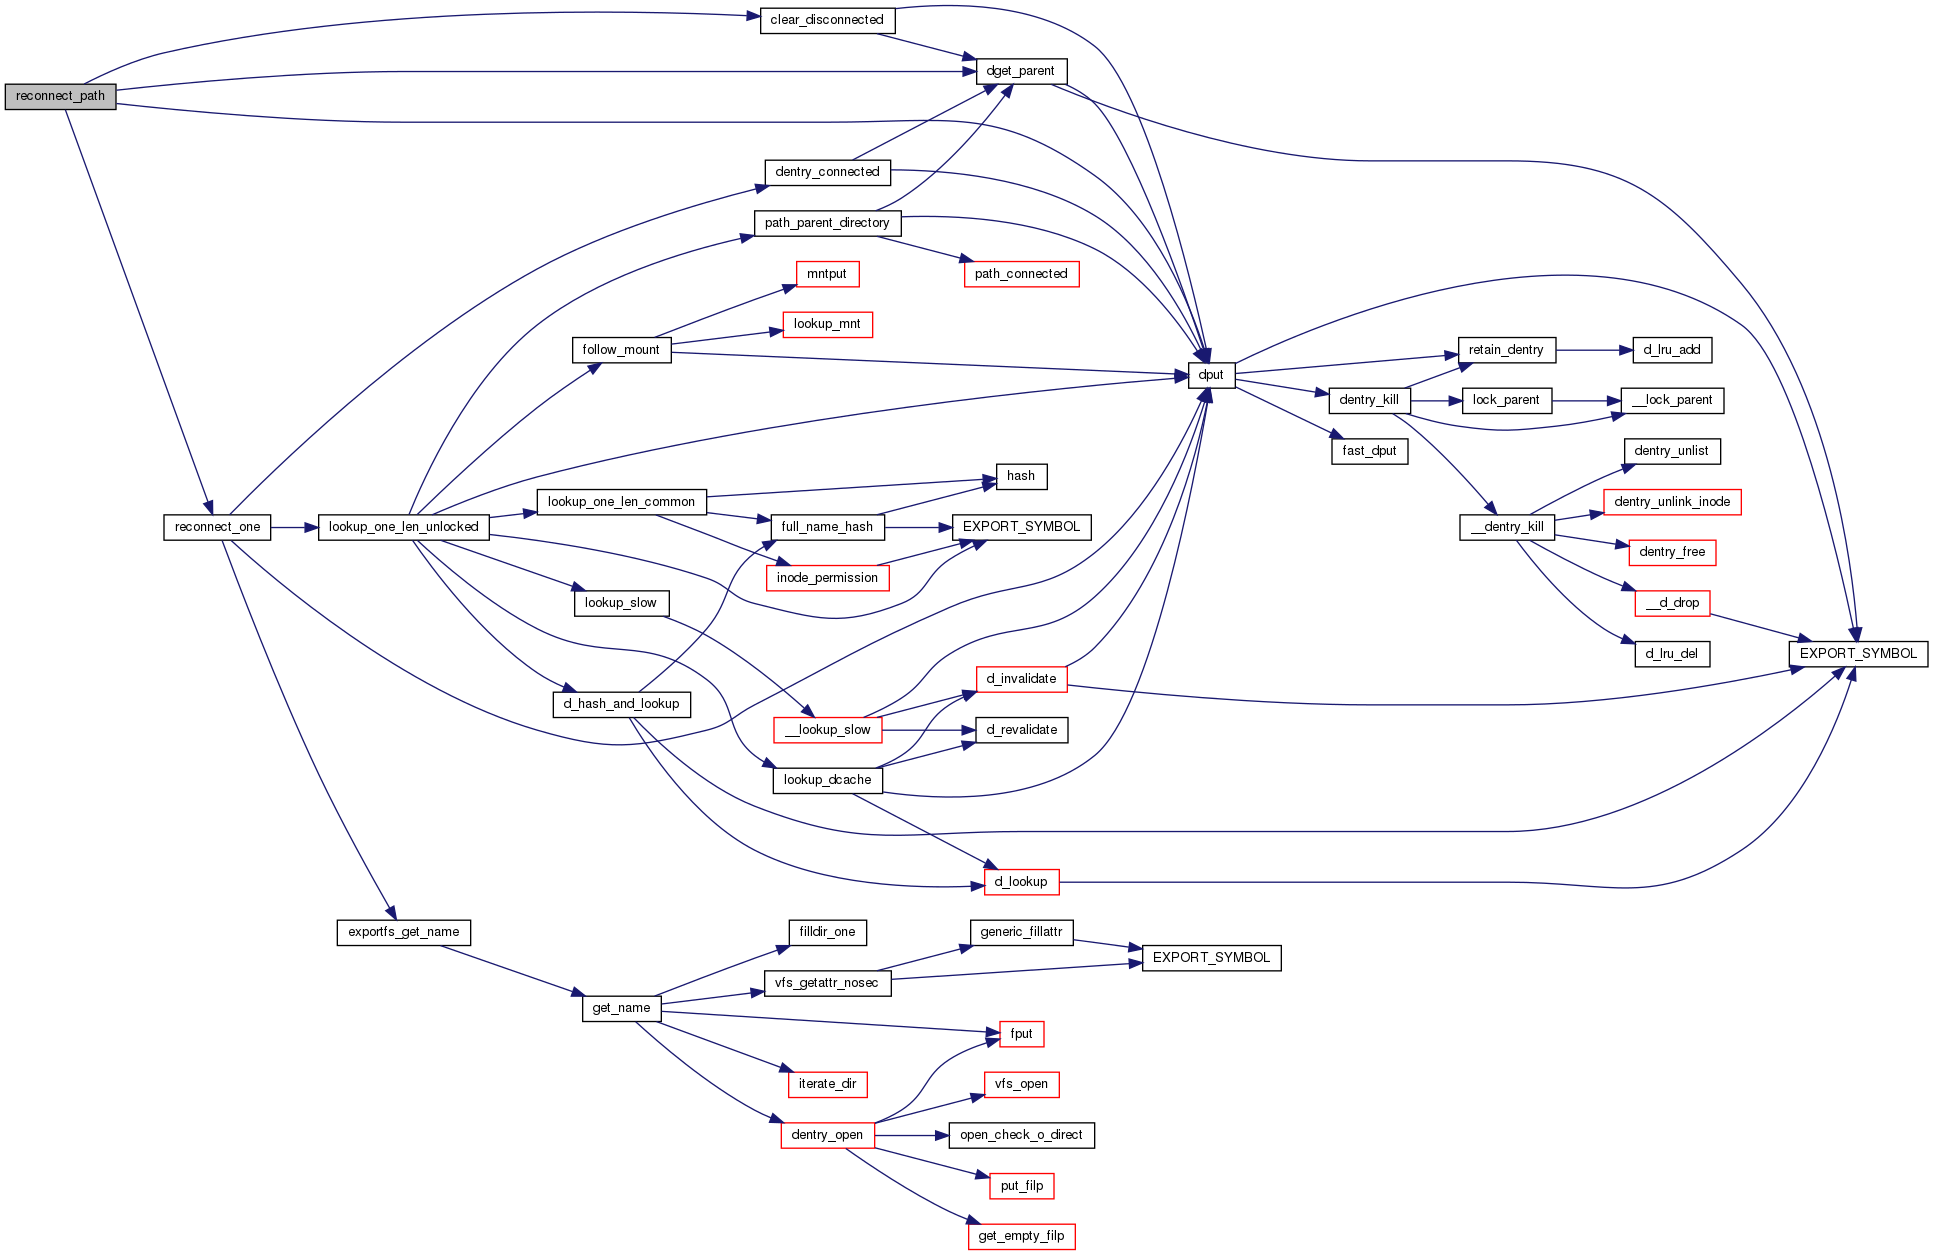 clear_disconnected
dget_parent
reconnect_path
dentry_connected
path_parent_directory
mntput
path_connected
lookup_mnt
follow_mount
retain_dentry
d_lru_add
dput
dentry_kill
lock_parent
__lock_parent
fast_dput
dentry_unlist
hash
lookup_one_len_common
dentry_unlink_inode
reconnect_one
lookup_one_len_unlocked
full_name_hash
EXPORT_SYMBOL
__dentry_kill
dentry_free
inode_permission
lookup_slow
__d_drop
d_lru_del
EXPORT_SYMBOL
d_invalidate
d_hash_and_lookup
__lookup_slow
d_revalidate
lookup_dcache
d_lookup
exportfs_get_name
filldir_one
generic_fillattr
EXPORT_SYMBOL
vfs_getattr_nosec
get_name
fput
iterate_dir
vfs_open
dentry_open
open_check_o_direct
put_filp
get_empty_filp